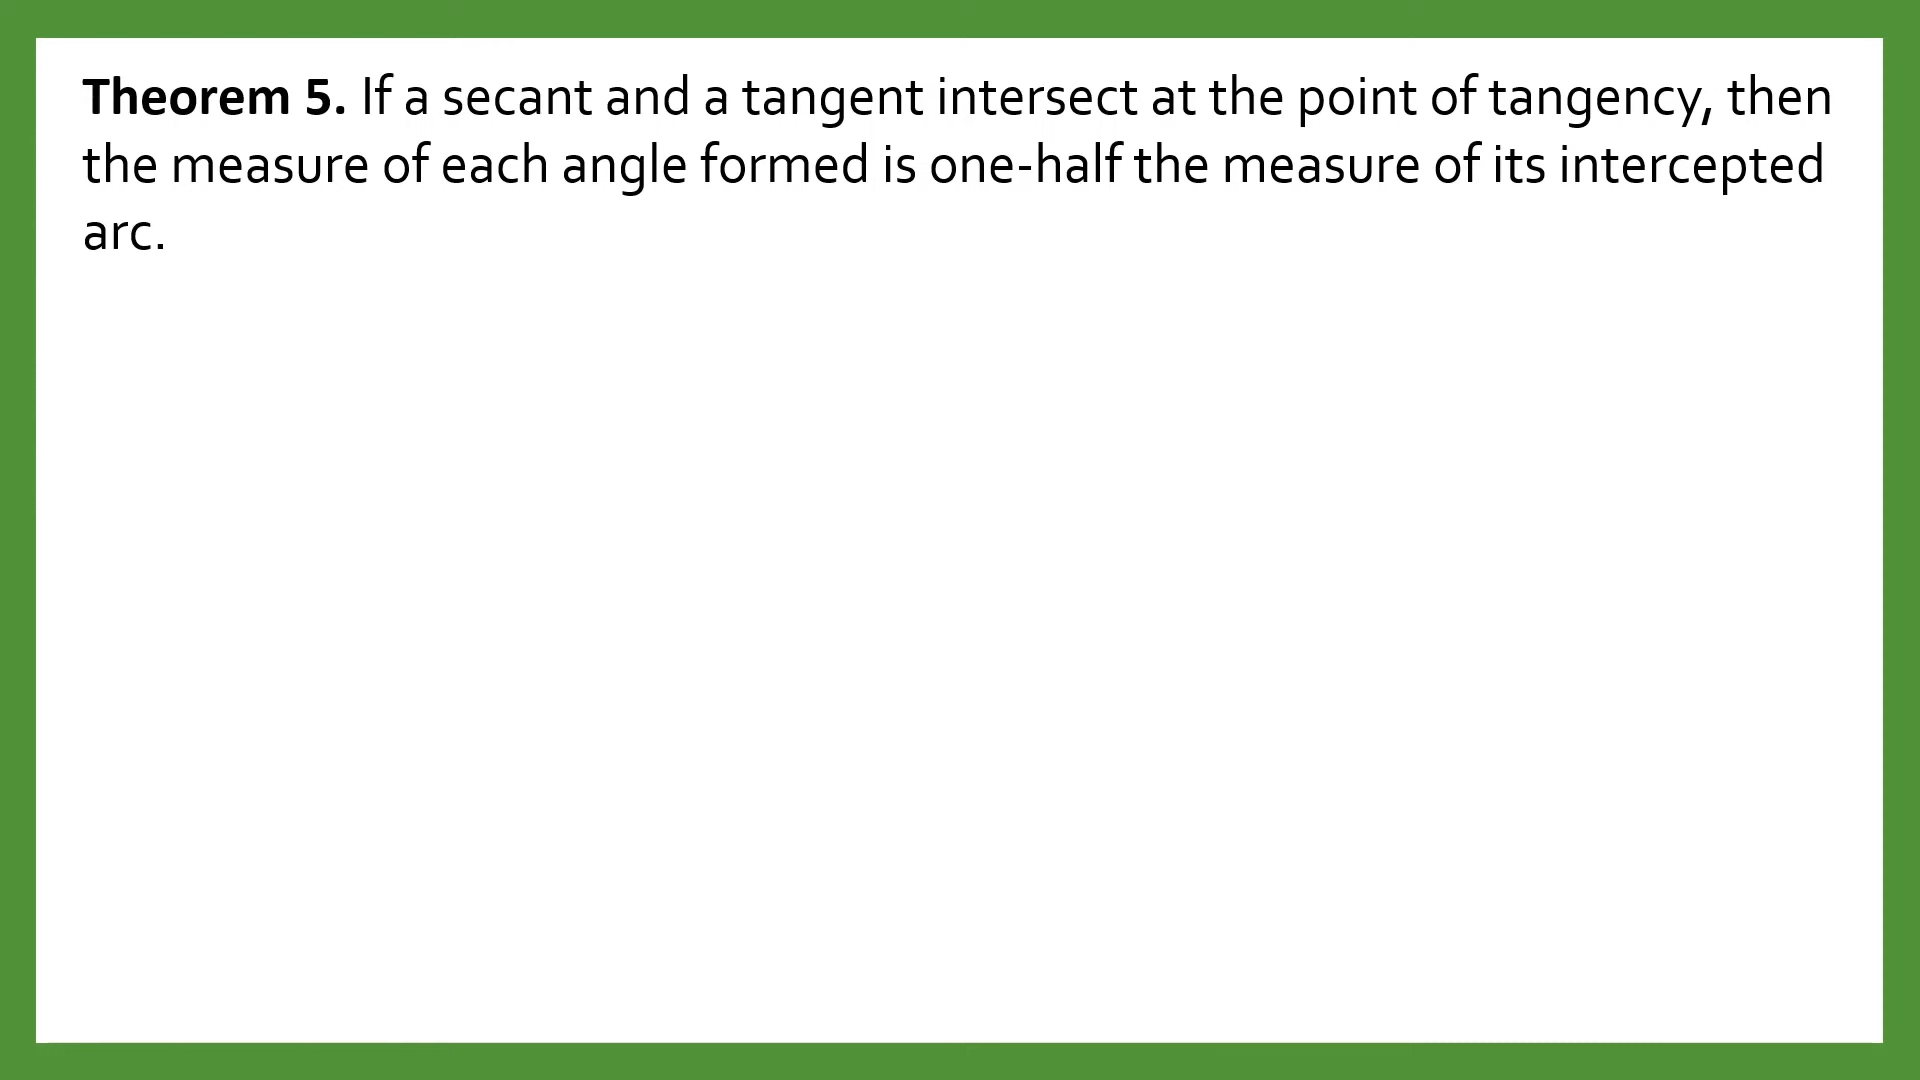 Theorem 5. If a secant and a tangent intersect at the point of tangency, then
the measure of each angle formed is one-half the measure of its intercepted
arc.